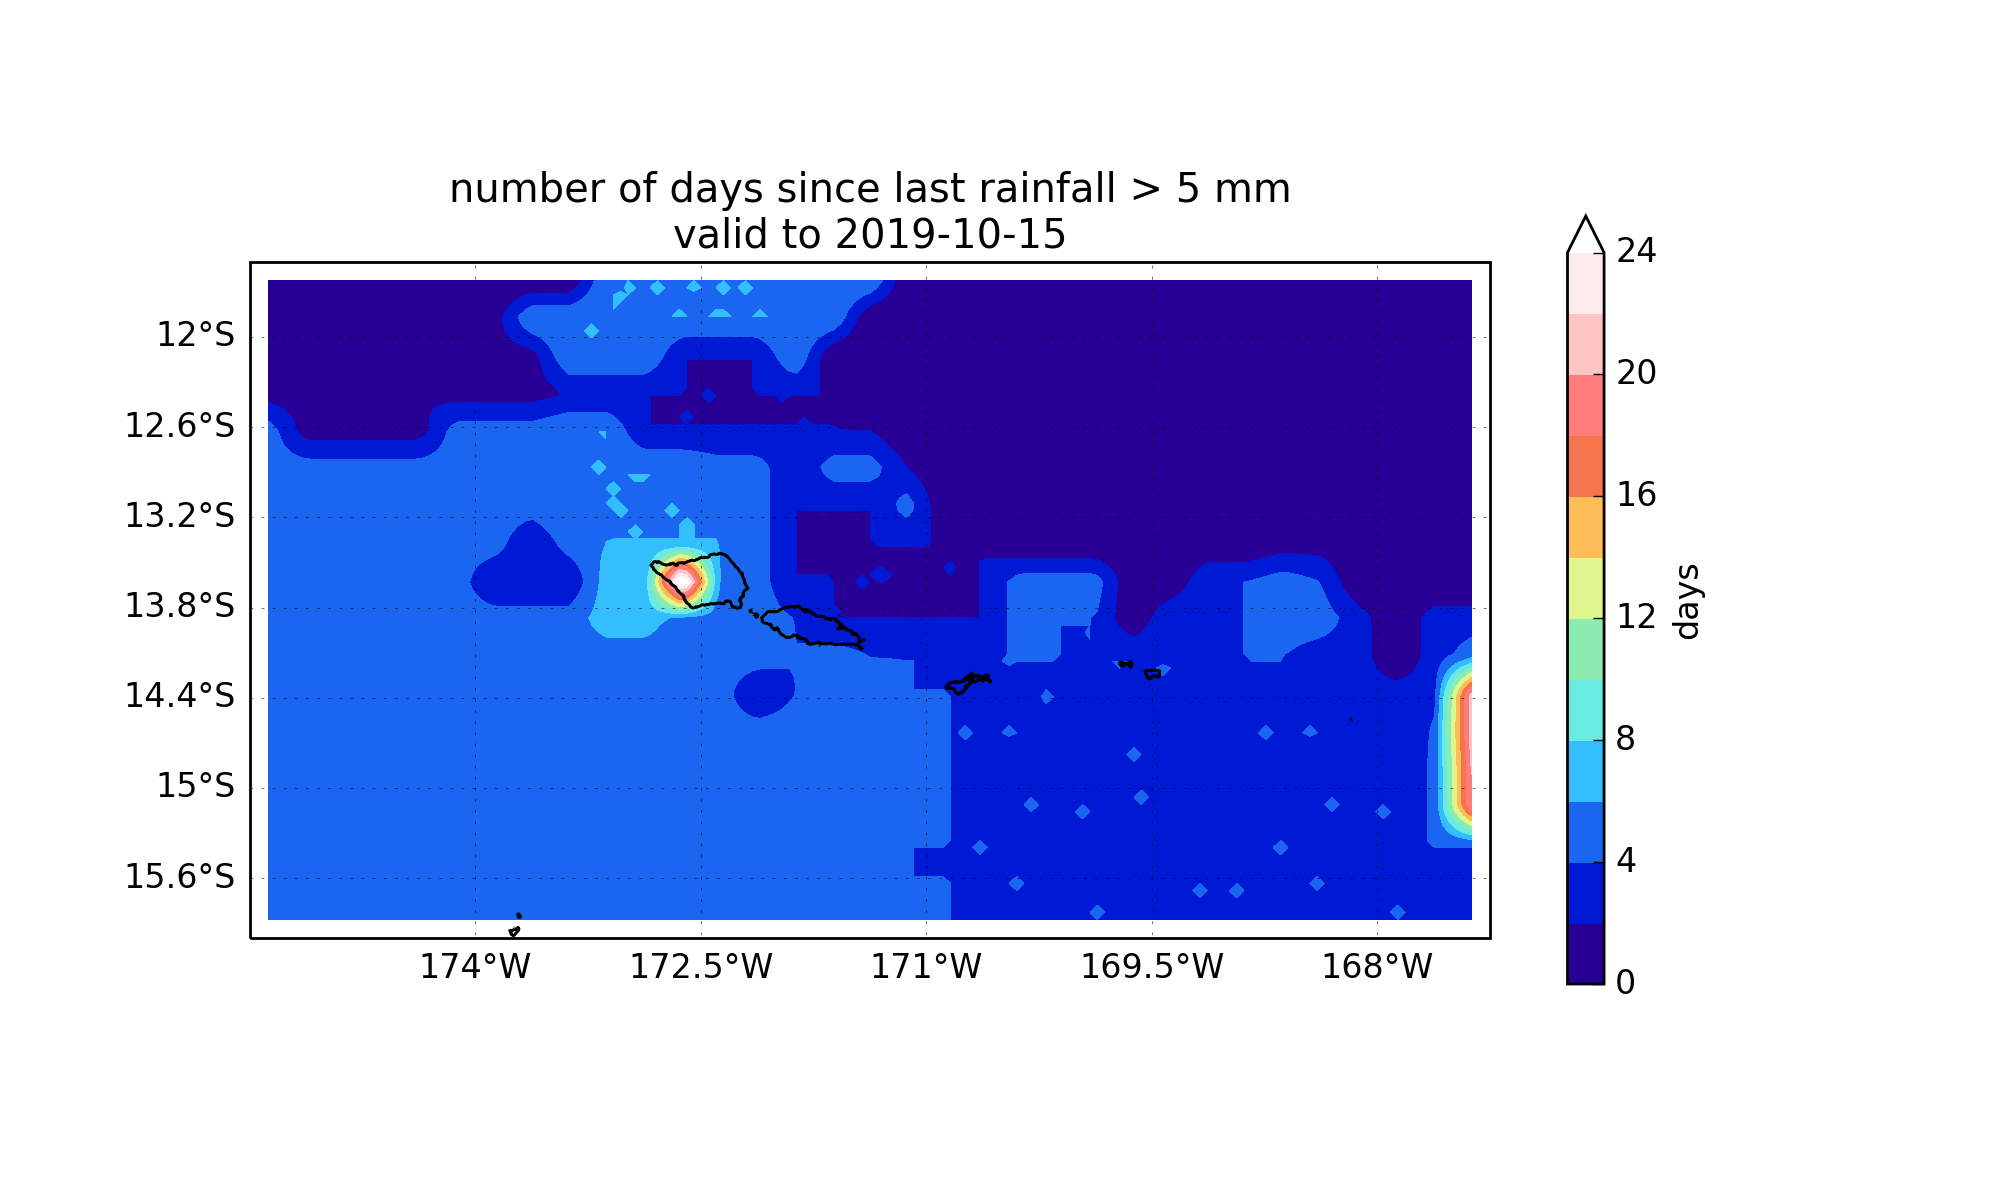 number of days since last rainfall > 5 mm
valid to 2019-10-15
12°S
12.6°S
13.2°S
13.8°S
14.4°S
15°S
15.6°S
174°W
172.5°W
171°W
169.5°W
168°W
24
20
16
12
8
4
0
days